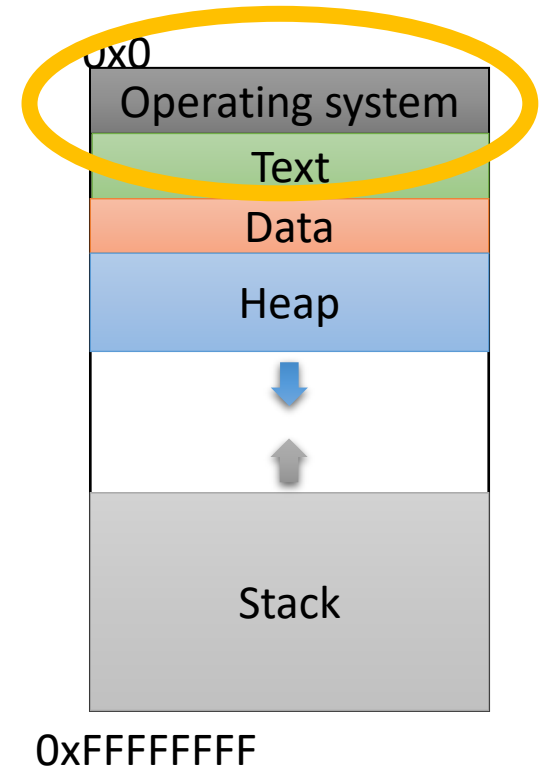 0x0
Operating system
Text
Data
Heap
Stack
0xFFFFFFFF